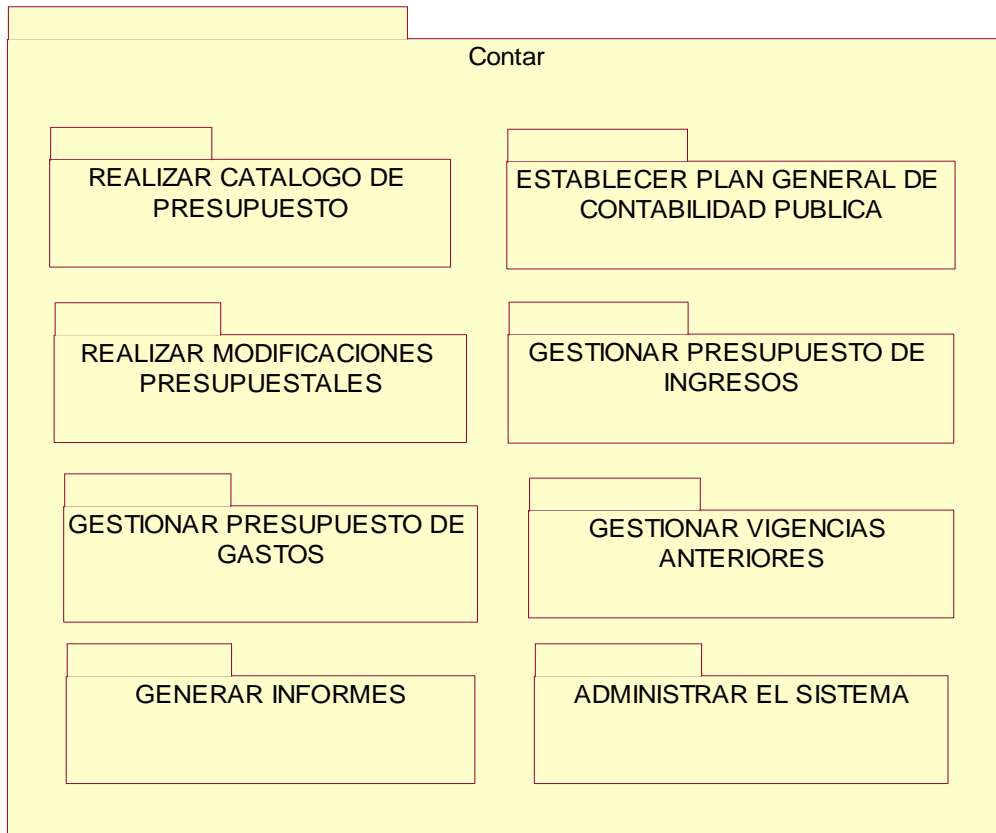 Contar
REALIZAR CATALOGO DE
PRESUPUESTO
ESTABLECER PLAN GENERAL DE
CONTABILIDAD PUBLICA
REALIZAR MODIFICACIONES
PRESUPUESTALES
GESTIONAR PRESUPUESTO DE
INGRESOS
GESTIONAR PRESUPUESTO DE
GASTOS
GESTIONAR VIGENCIAS
ANTERIORES
GENERAR INFORMES
ADMINISTRAR EL SISTEMA